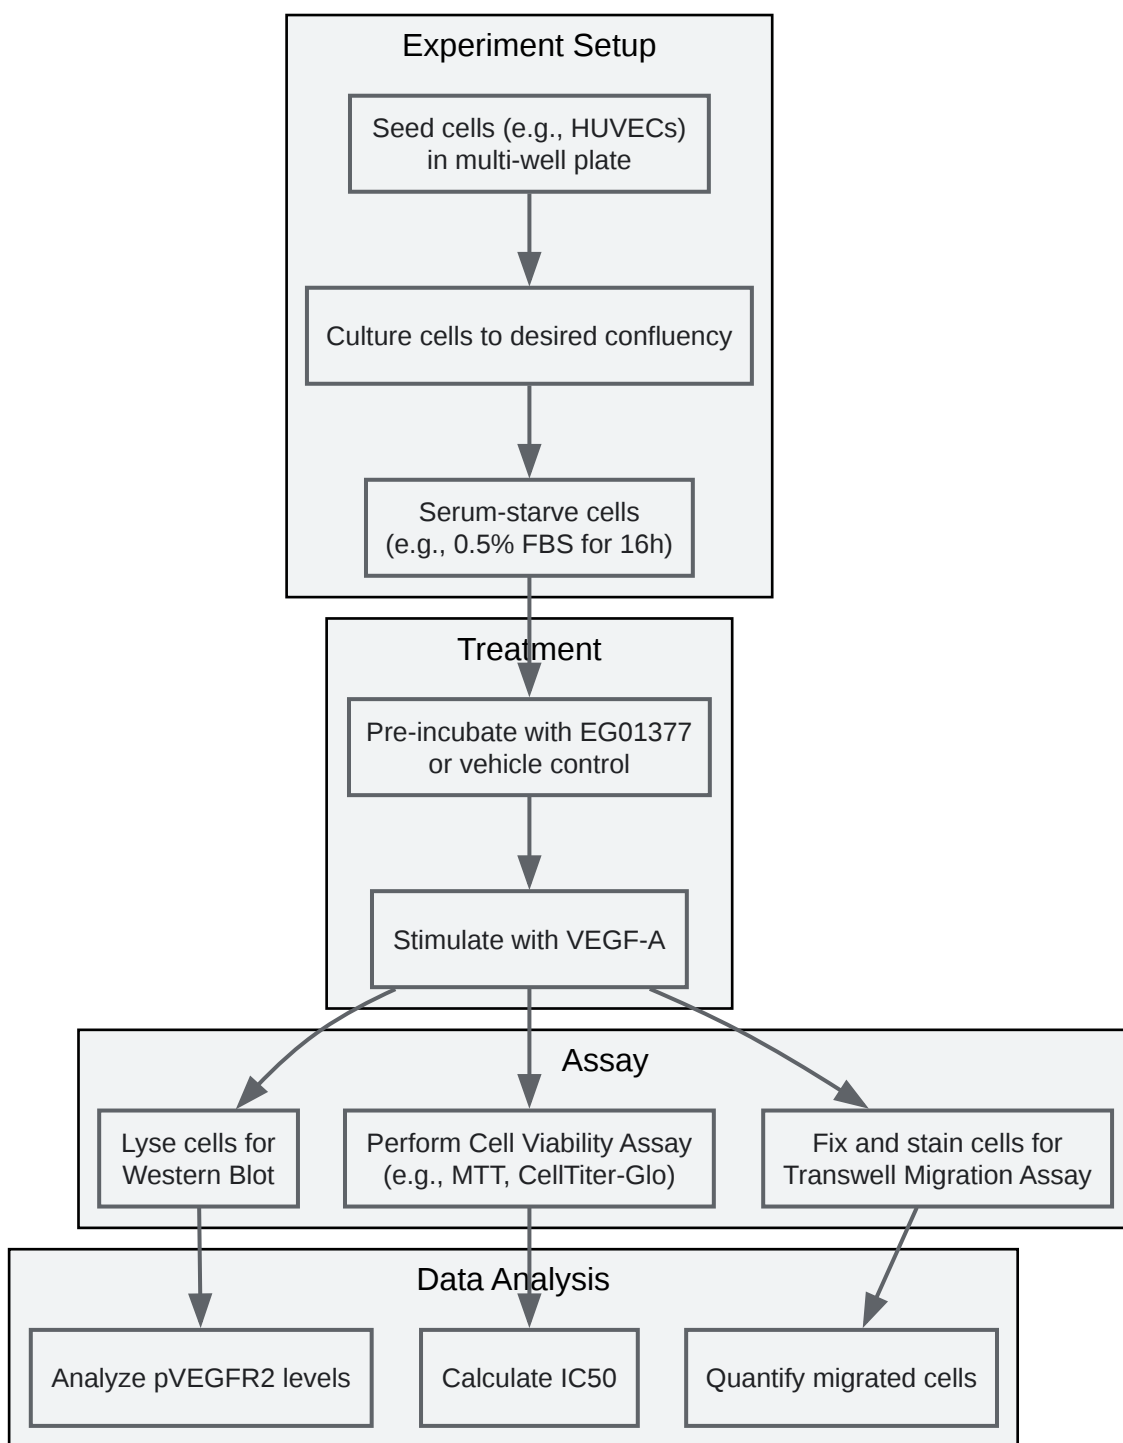 Experiment Setup
Seed cells (e.g., HUVECs)
in multi-well plate
Culture cells to desired confluency
Serum-starve cells
(e.g., 0.5% FBS for 16h)
Treatment
Pre-incubate with EG01377
or vehicle control
Stimulate with VEGF-A
Assay
Lyse cells for
Western Blot
Perform Cell Viability Assay
(e.g., MTT, CellTiter-Glo)
Fix and stain cells for
Transwell Migration Assay
Data Analysis
Analyze pVEGFR2 levels
Calculate IC50
Quantify migrated cells